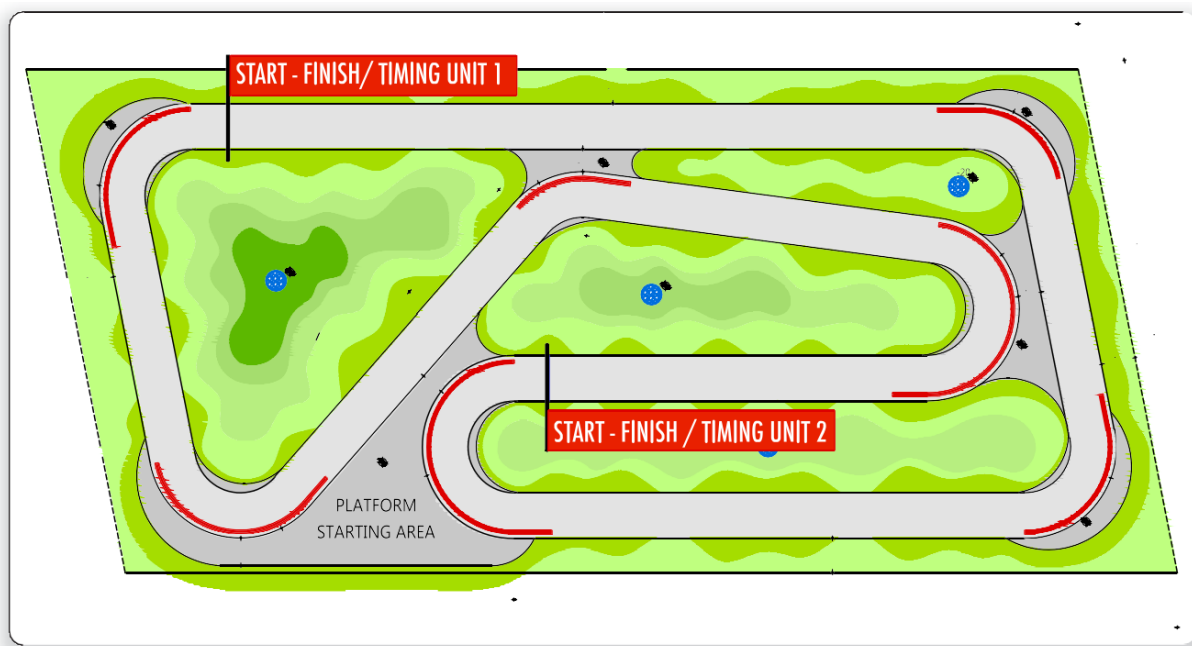 START - FINISH/ TIMING UNIT 1
START - FINISH / TIMING UNIT 2
PLATFORM
STARTING AREA